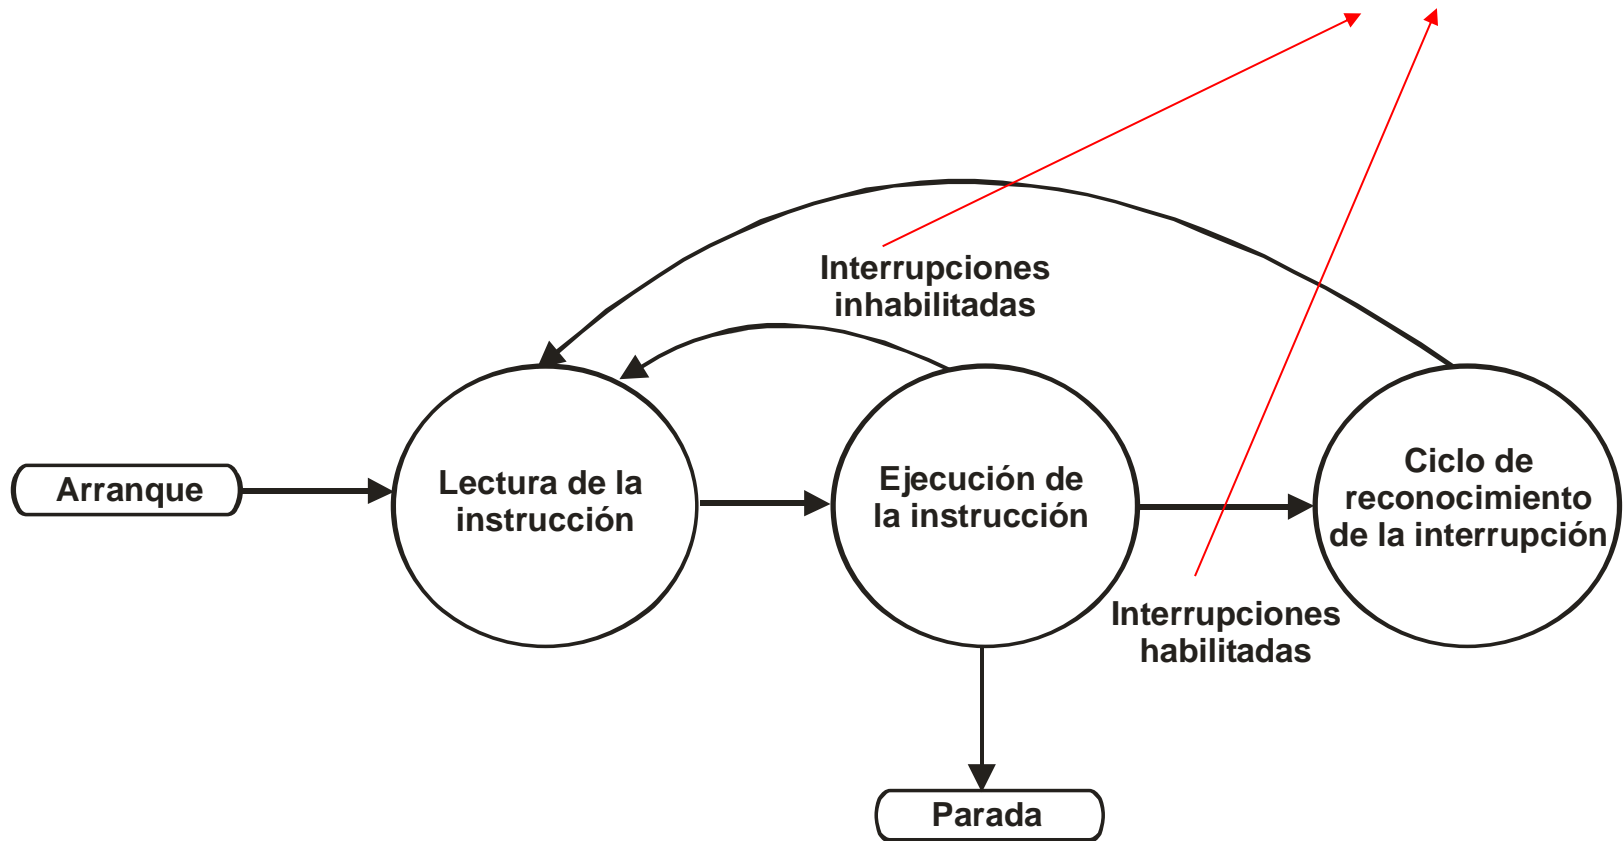 Interrupciones
inhabilitadas
Arranque
Lectura de la
instrucción
Ejecución de
la instrucción
Ciclo de
reconocimiento
de la interrupción
Interrupciones
habilitadas
Parada